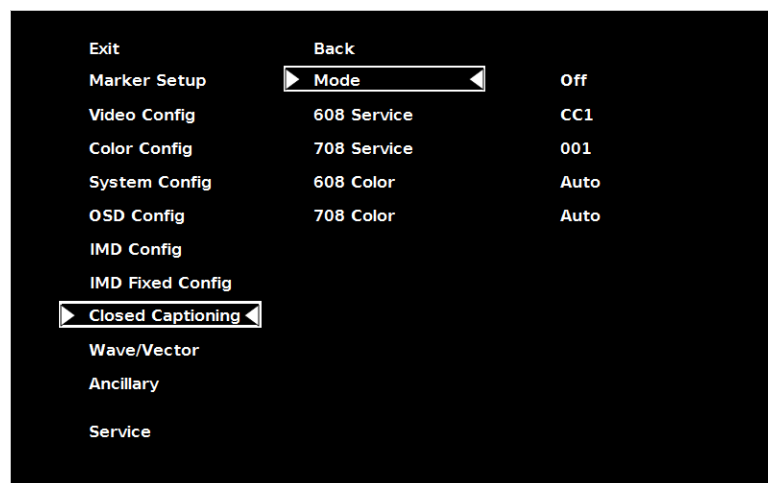 Exit Back
Marker Setup Mode Off
Video Config 608 Service CC1
Color Config 708 Service 001
System Config 608 Color Auto
OSD Config 708 Color Auto
IMD Config
IMD Fixed Config
Closed Captioning
Wave/Vector
Ancillary
Service